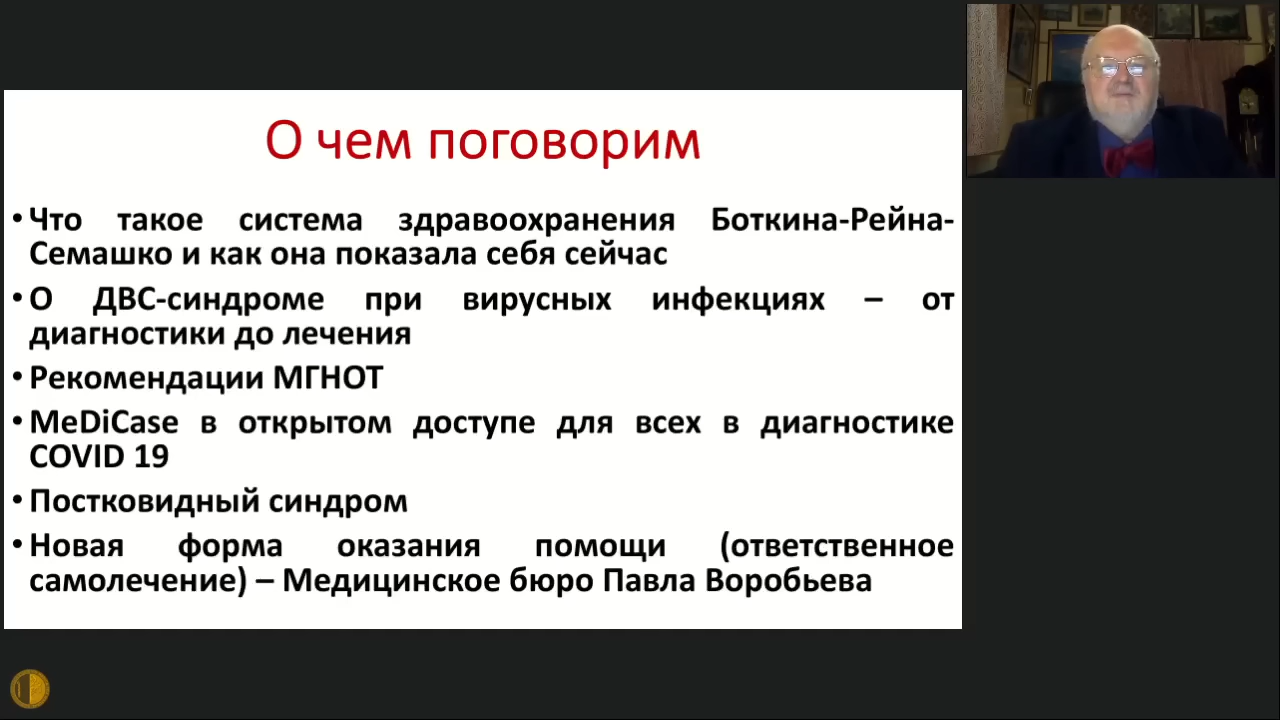 О чем поговорим
• Что такое система здравоохранения Боткина-Рейна-
Семашко и как она показала себя сейчас
• О ДВС-синдроме при вирусных инфекциях – от
диагностики до лечения
• Рекомендации МГНОТ
• MeDiCase в открытом доступе для всех в диагностике
COVID 19
• Постковидный синдром
• Новая форма оказания помощи (ответственное
самолечение) – Медицинское бюро Павла Воробьева